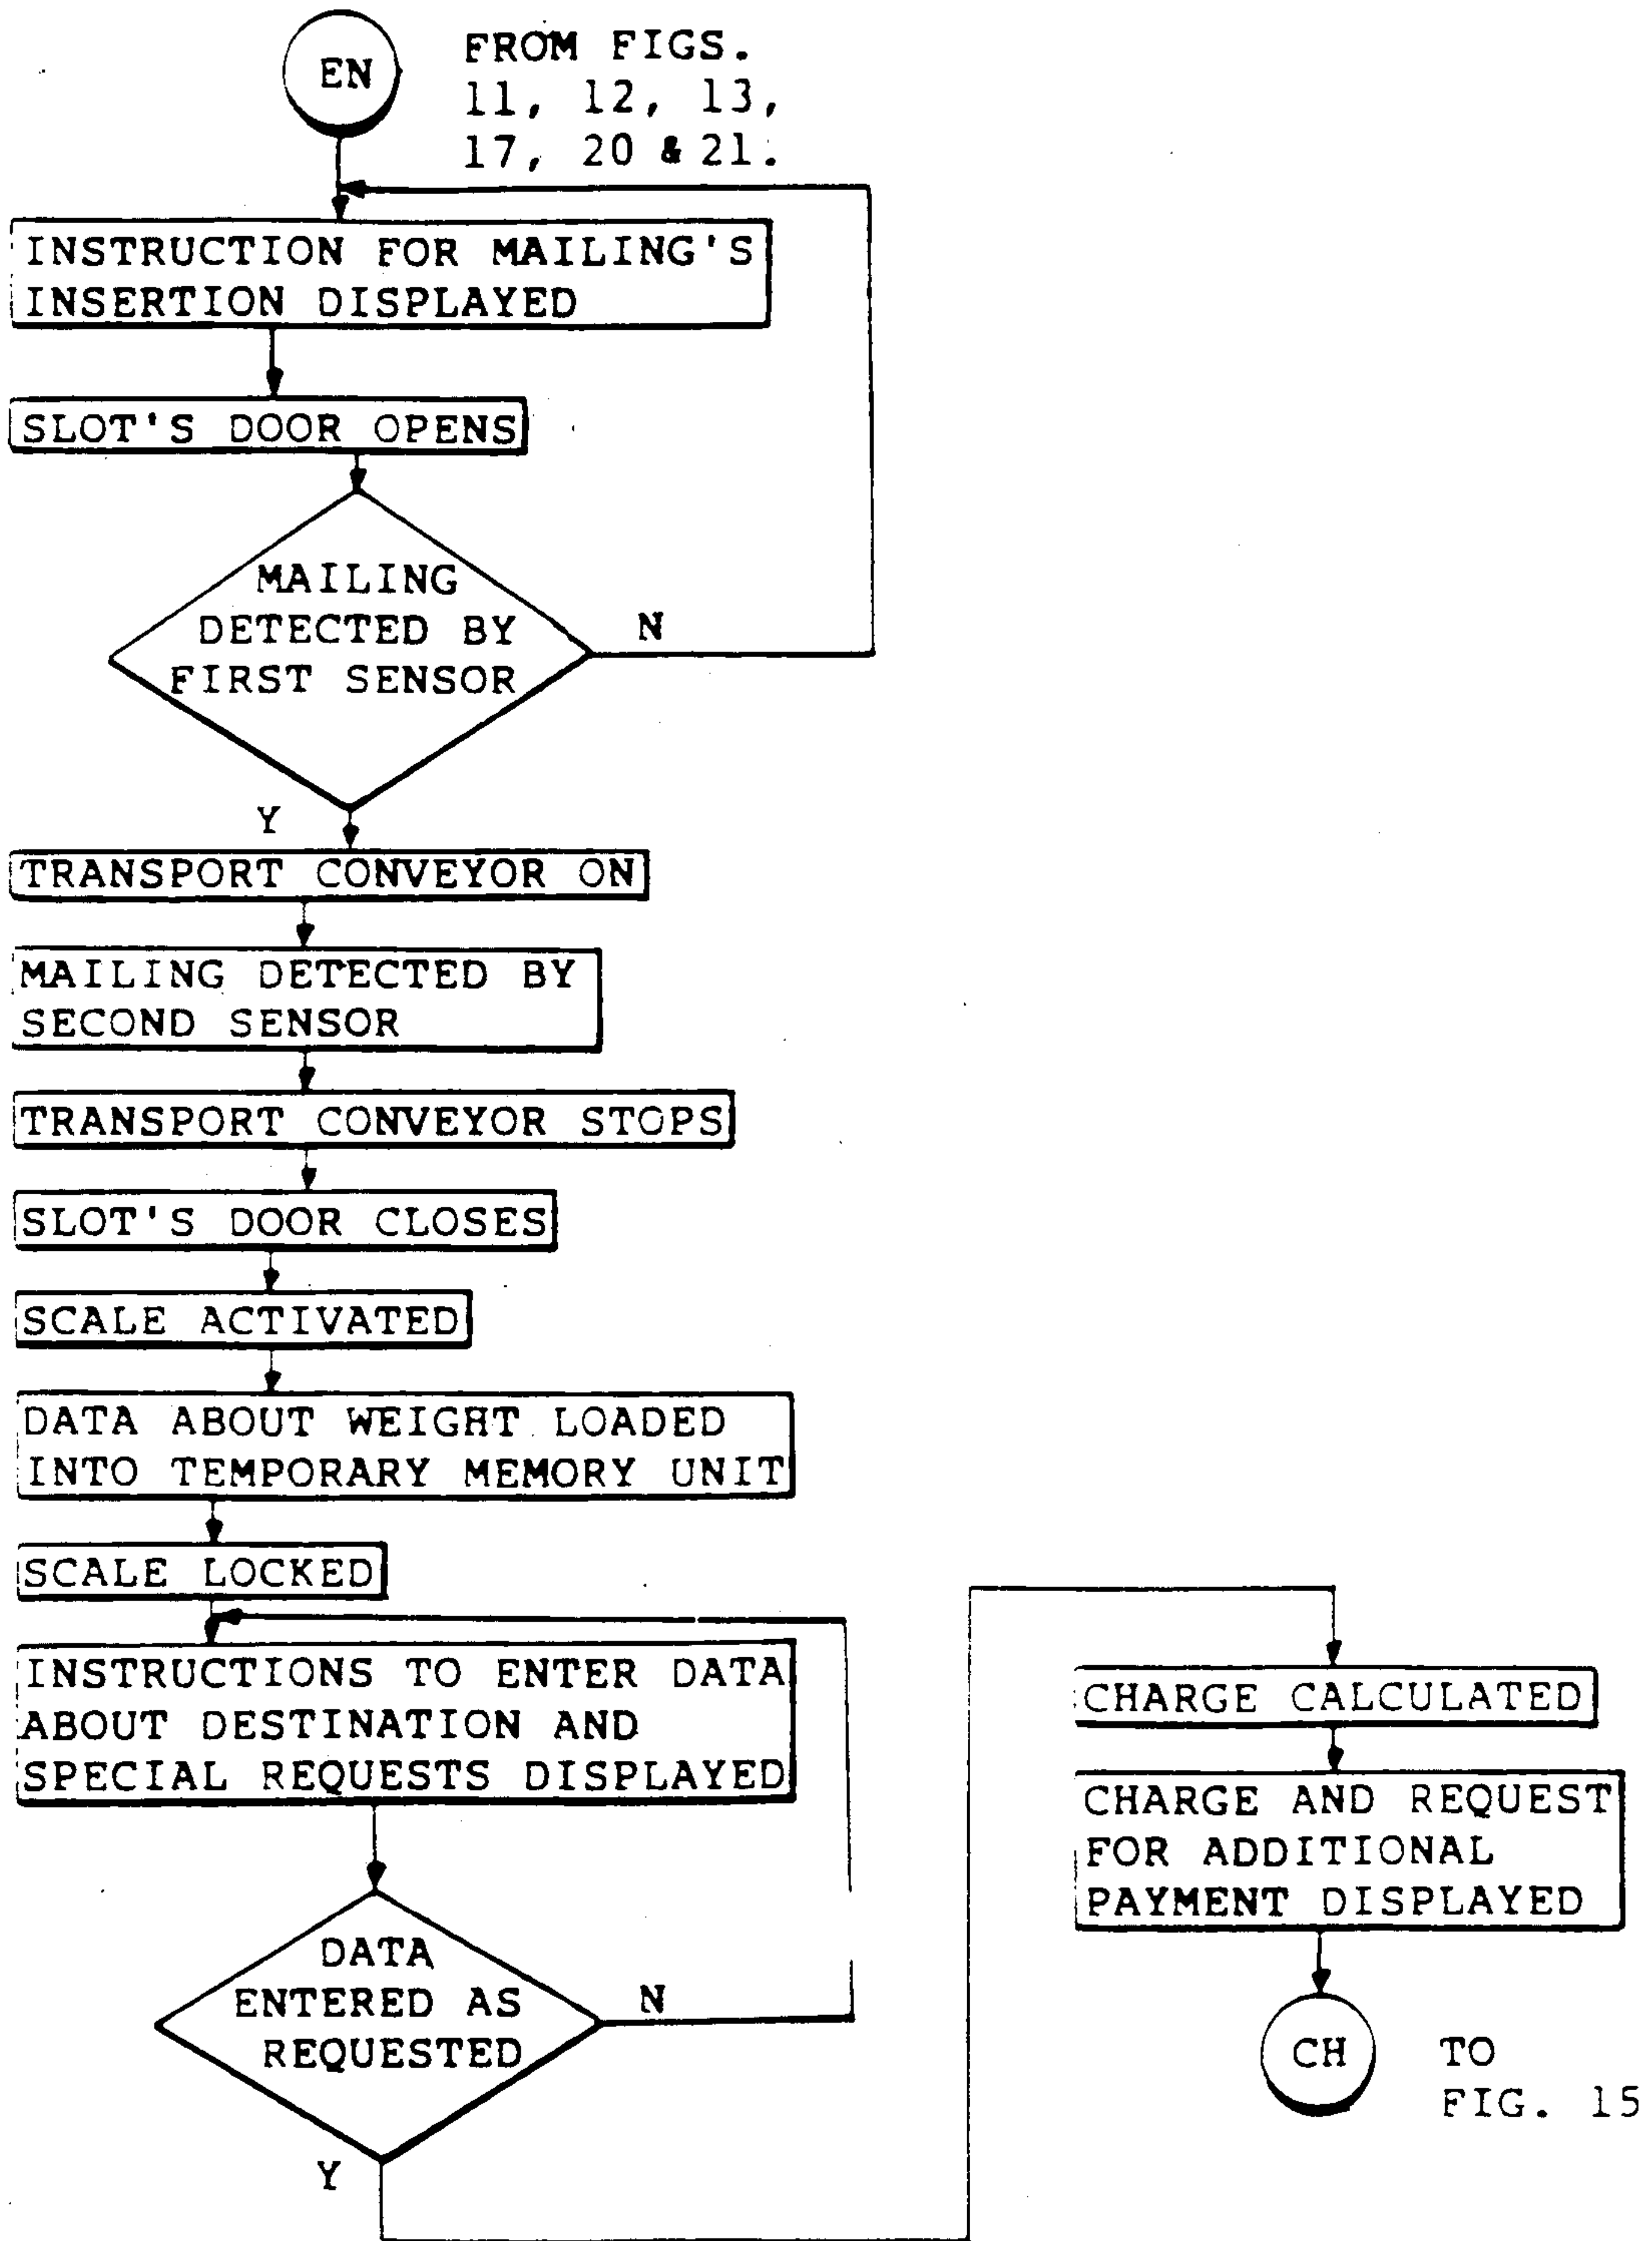 EN
FROM FIGS.
11, 12, 13,
17, 20 & 21.
INSTRUCTION FOR MAILING'S
INSERTION DISPLAYED
SLOT'S DOOR OPENS
MAILING
DETECTED BY
FIRST SENSOR
N
Y
TRANSPORT CONVEYOR ON
MAILING DETECTED BY
SECOND SENSOR
TRANSPORT CONVEYOR STOPS
SLOT'S DOOR CLOSES
SCALE ACTIVATED
DATA ABOUT WEIGHT LOADED
INTO TEMPORARY MEMORY UNIT
SCALE LOCKED
INSTRUCTIONS TO ENTER DATA
ABOUT DESTINATION AND
SPECIAL REQUESTS DISPLAYED
DATA
ENTERED AS
REQUESTED
N
Y
CHARGE CALCULATED
CHARGE AND REQUEST
FOR ADDITIONAL
PAYMENT DISPLAYED
CH
TO
FIG. 15